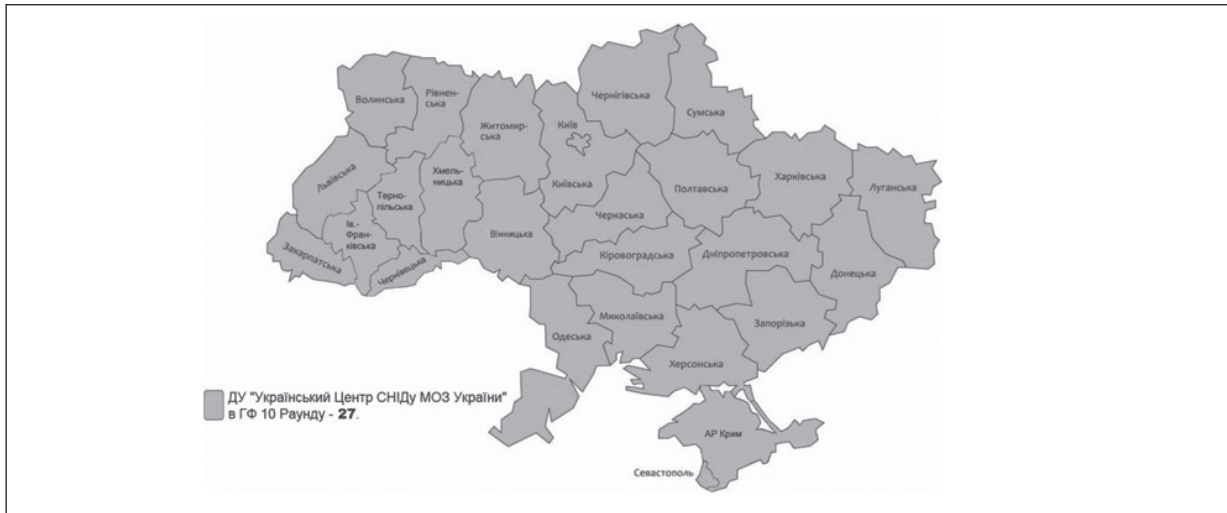 Чернігівська
Сумська
Волинська
Рівнен-
ська
Житомир-
ська
Київ
Львівська
Терно-
пільська
Хмель-
ницька
Київська
Полтавська
Харківська
Луганська
Черкаська
Ів.-
Фран-
ківська
Вінницька
Закарпатська
Чернівецька
Кіровоградська
Дніпропетровська
Донецька
Миколаївська
Запорізька
Одеська
Херсонська
ДУ "Український Центр СНІДу МОЗ України"
в ГФ 10 Раунду - 27.
АР Крим
Севастополь